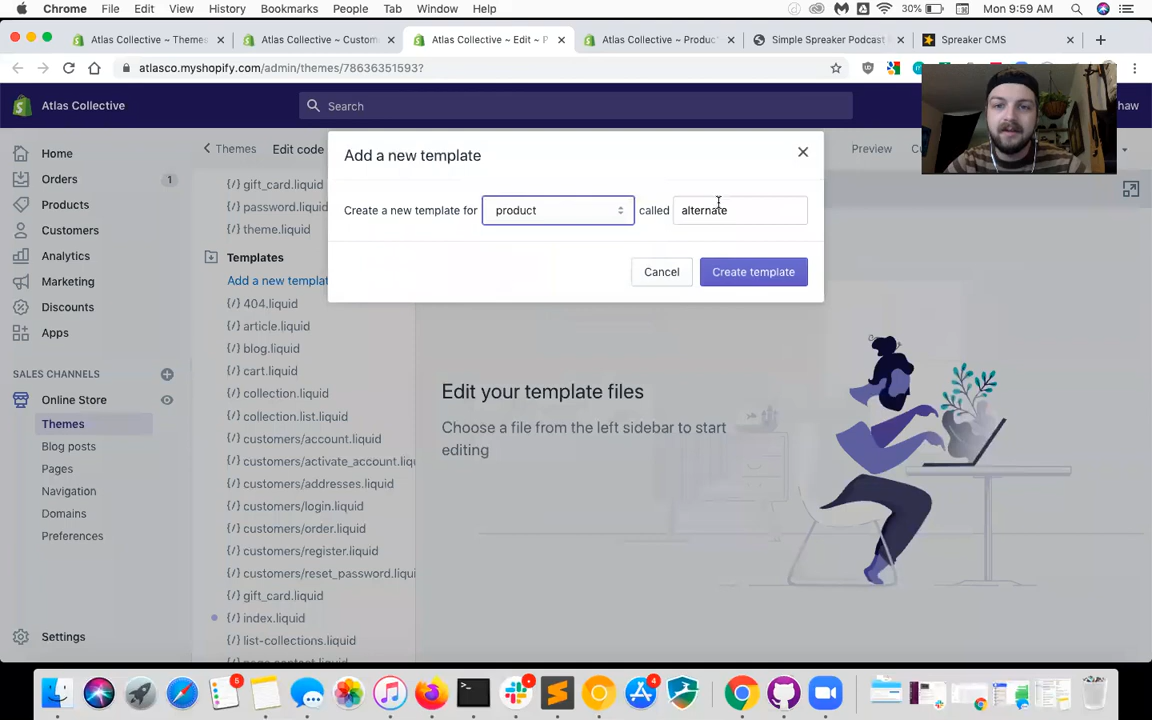 Chrome File Edit View History Bookmarks People Tab Window Help 30% Mon 9:59 AM
Atlas Collective ~ Themes Atlas Collective ~ Custom Atlas Collective ~ Edit ~ P Atlas Collective ~ Produc Simple Spreaker Podcast Spreaker CMS
atlasco.myshopify.com/admin/themes/78636351593?
Atlas Collective Search haw
Home
Orders 1
Products
Customers
Analytics
Marketing
Discounts
Apps
SALES CHANNELS
Online Store
Themes
Blog posts
Pages
Navigation
Domains
Preferences
Settings
Themes Edit code Preview Cu
{/} gift_card.liquid
{/} password.liquid
{/} theme.liquid
Templates
Add a new templat
{/} 404.liquid
{/} article.liquid
{/} blog.liquid
{/} cart.liquid
{/} collection.liquid
{/} collection.list.liquid
{/} customers/account.liquid
{/} customers/activate_account.liqu
{/} customers/addresses.liquid
{/} customers/login.liquid
{/} customers/order.liquid
{/} customers/register.liquid
{/} customers/reset_password.liquid
{/} gift_card.liquid
{/} index.liquid
{/} list-collections.liquid
Add a new template
Create a new template for product called alternate
Cancel Create template
Edit your template files
Choose a file from the left sidebar to start
editing
5
4